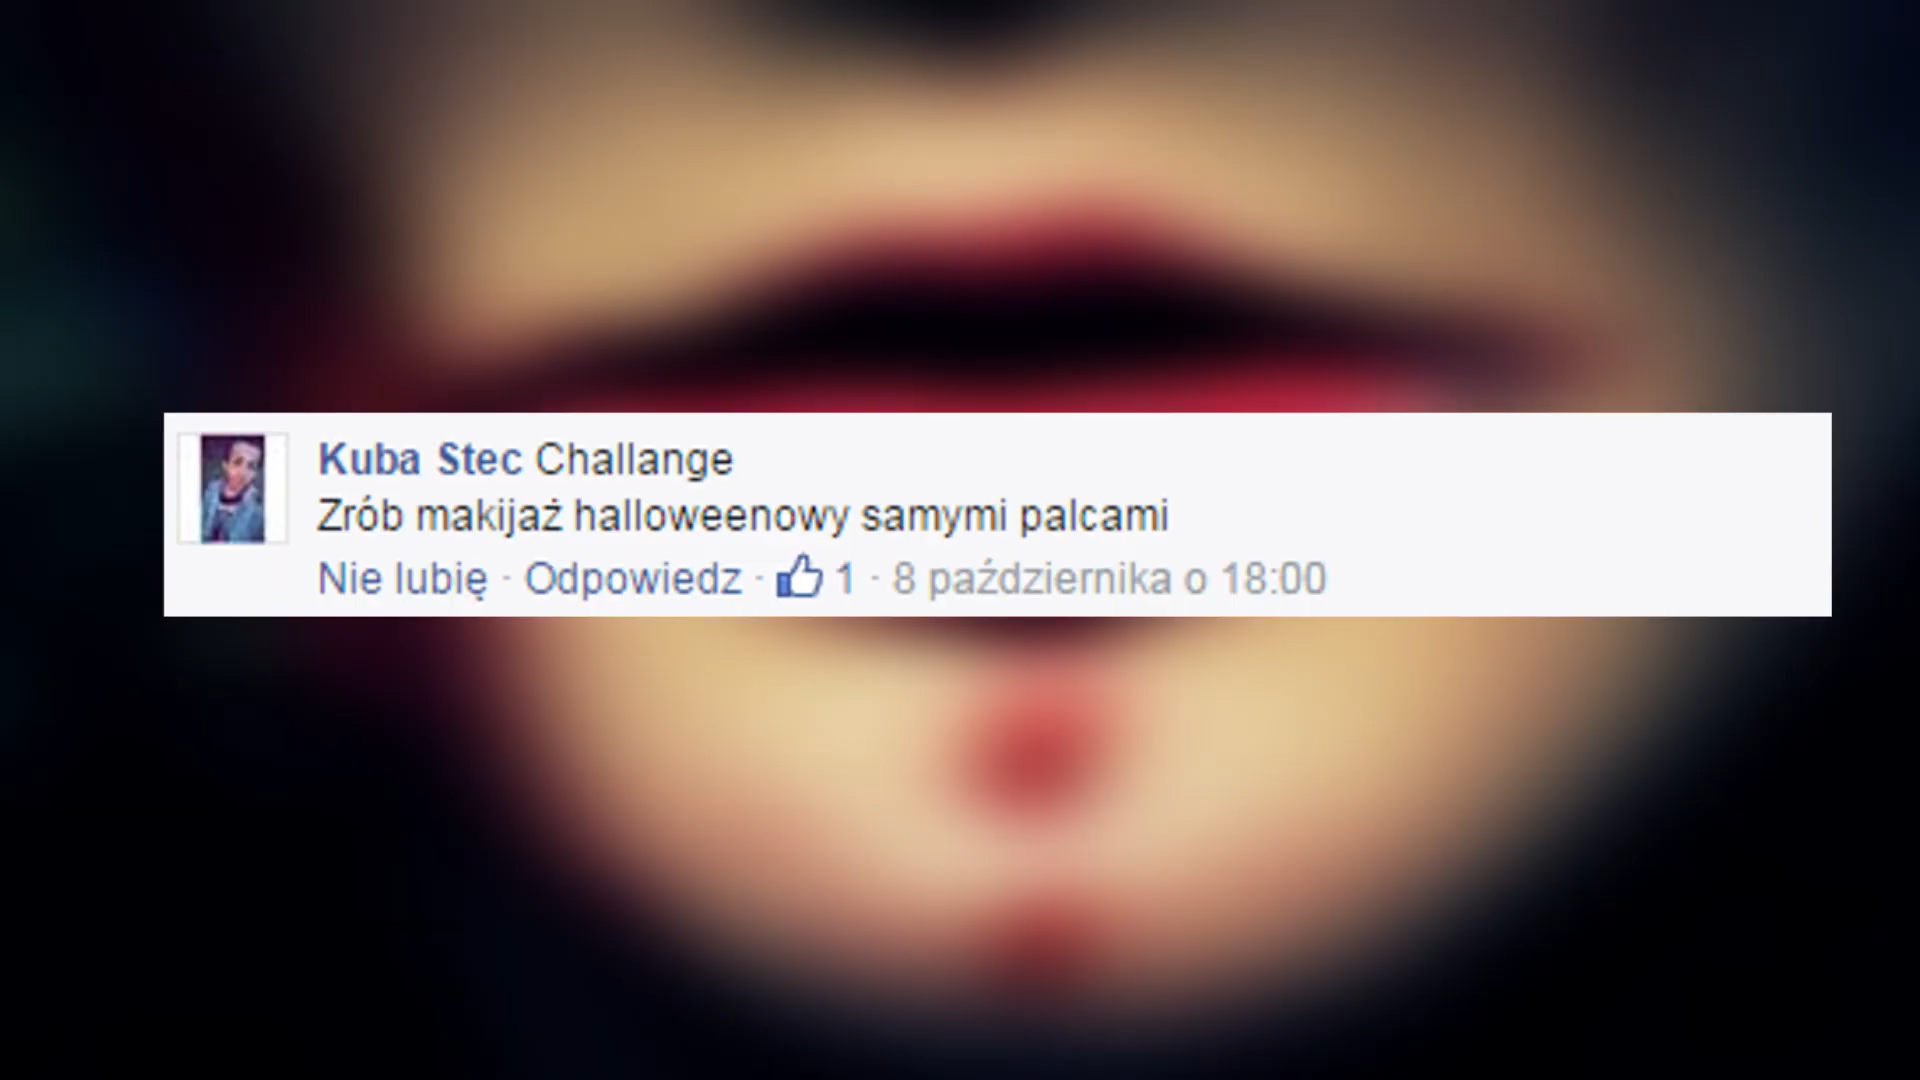 Kuba Stec Challange
Zrób makijaż halloweenowy samymi palcami
Nie lubię · Odpowiedz · 1 · 8 października o 18:00